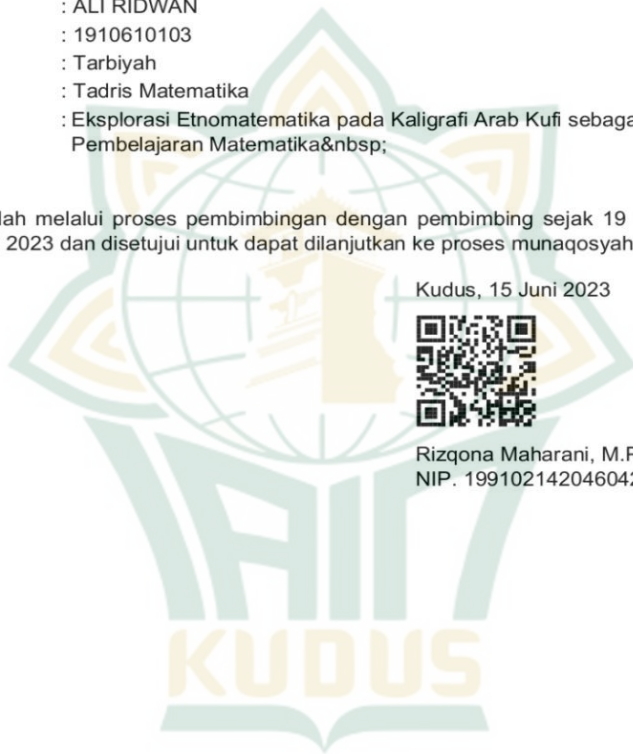 : ALI RIDWAN
: 1910610103
: Tarbiyah
: Tadris Matematika
: Eksplorasi Etnomatematika pada Kaligrafi Arab Kufi sebaga
Pembelajaran Matematika&nbsp;
lah melalui proses pembimbingan dengan pembimbing sejak 19
2023 dan disetujui untuk dapat dilanjutkan ke proses munaqosyah
Kudus, 15 Juni 2023
Rizqona Maharani, M.P
NIP. 199102142046042
IAIN
KUDUS